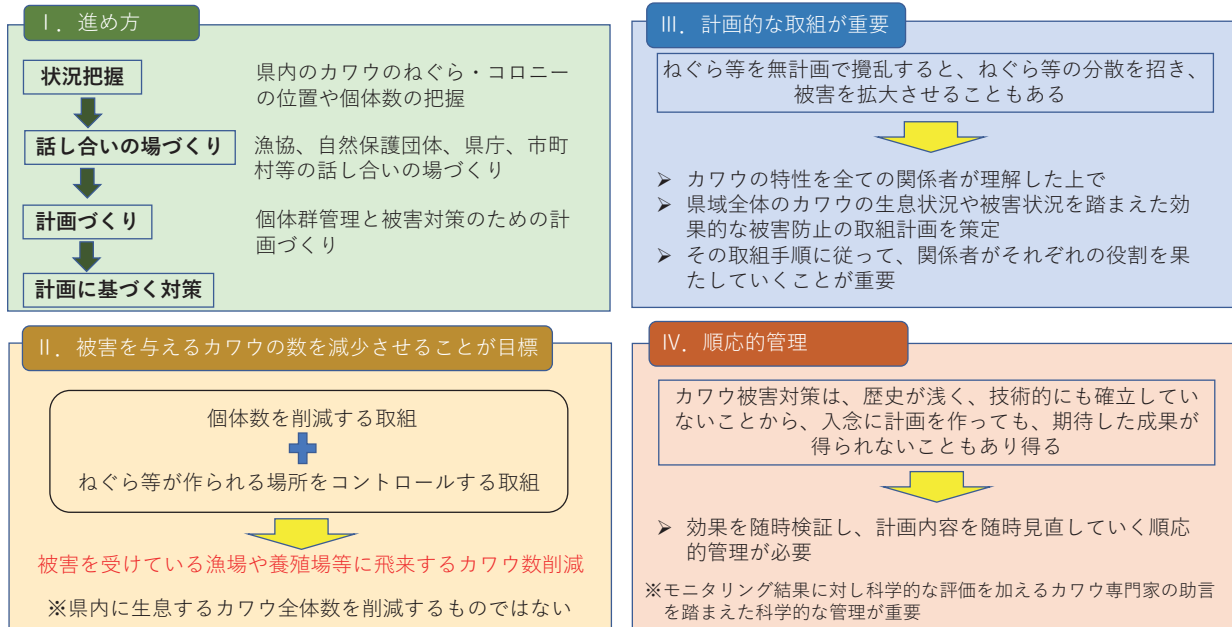 Ⅰ．進め方
状況把握
県内のカワウのねぐら・コロニー
の位置や個体数の把握
話し合いの場づくり
漁協、自然保護団体、県庁、市町
村等の話し合いの場づくり
計画づくり
個体群管理と被害対策のための計
画づくり
計画に基づく対策
Ⅱ．被害を与えるカワウの数を減少させることが目標
個体数を削減する取組
ねぐら等が作られる場所をコントロールする取組
被害を受けている漁場や養殖場等に飛来するカワウ数削減
※県内に生息するカワウ全体数を削減するものではない
Ⅲ．計画的な取組が重要
ねぐら等を無計画で攪乱すると、ねぐら等の分散を招き、
被害を拡大させることもある
➢ カワウの特性を全ての関係者が理解した上で
➢ 県域全体のカワウの生息状況や被害状況を踏まえた効
果的な被害防止の取組計画を策定
➢ その取組手順に従って、関係者がそれぞれの役割を果
たしていくことが重要
Ⅳ．順応的管理
カワウ被害対策は、歴史が浅く、技術的にも確立してい
ないことから、入念に計画を作っても、期待した成果が
得られないこともあり得る
➢ 効果を随時検証し、計画内容を随時見直していく順応
的管理が必要
※モニタリング結果に対し科学的な評価を加えるカワウ専門家の助言
を踏まえた科学的な管理が重要